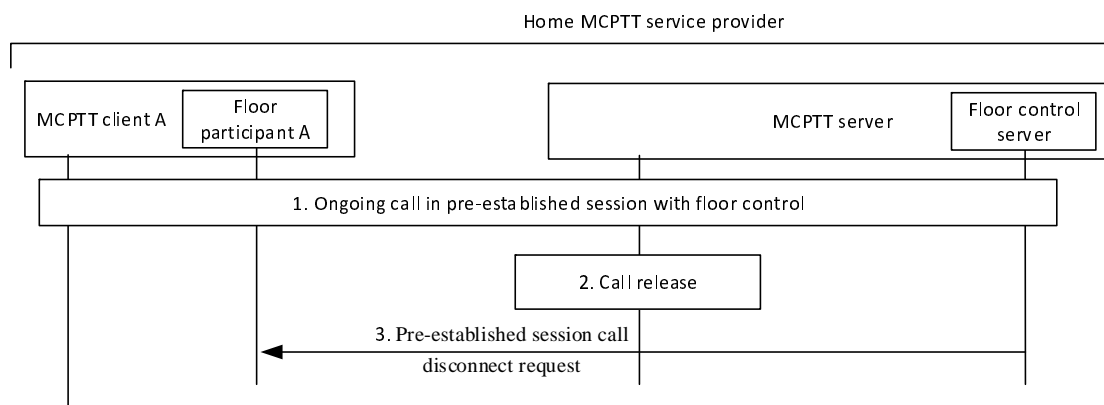 Home MCPTT service provider
MCPTT client A
Floor
participant A
MCPTT server
Floor control
server
1. Ongoing call in pre-established session with floor control
2. Call release
3. Pre-established session call
disconnect request